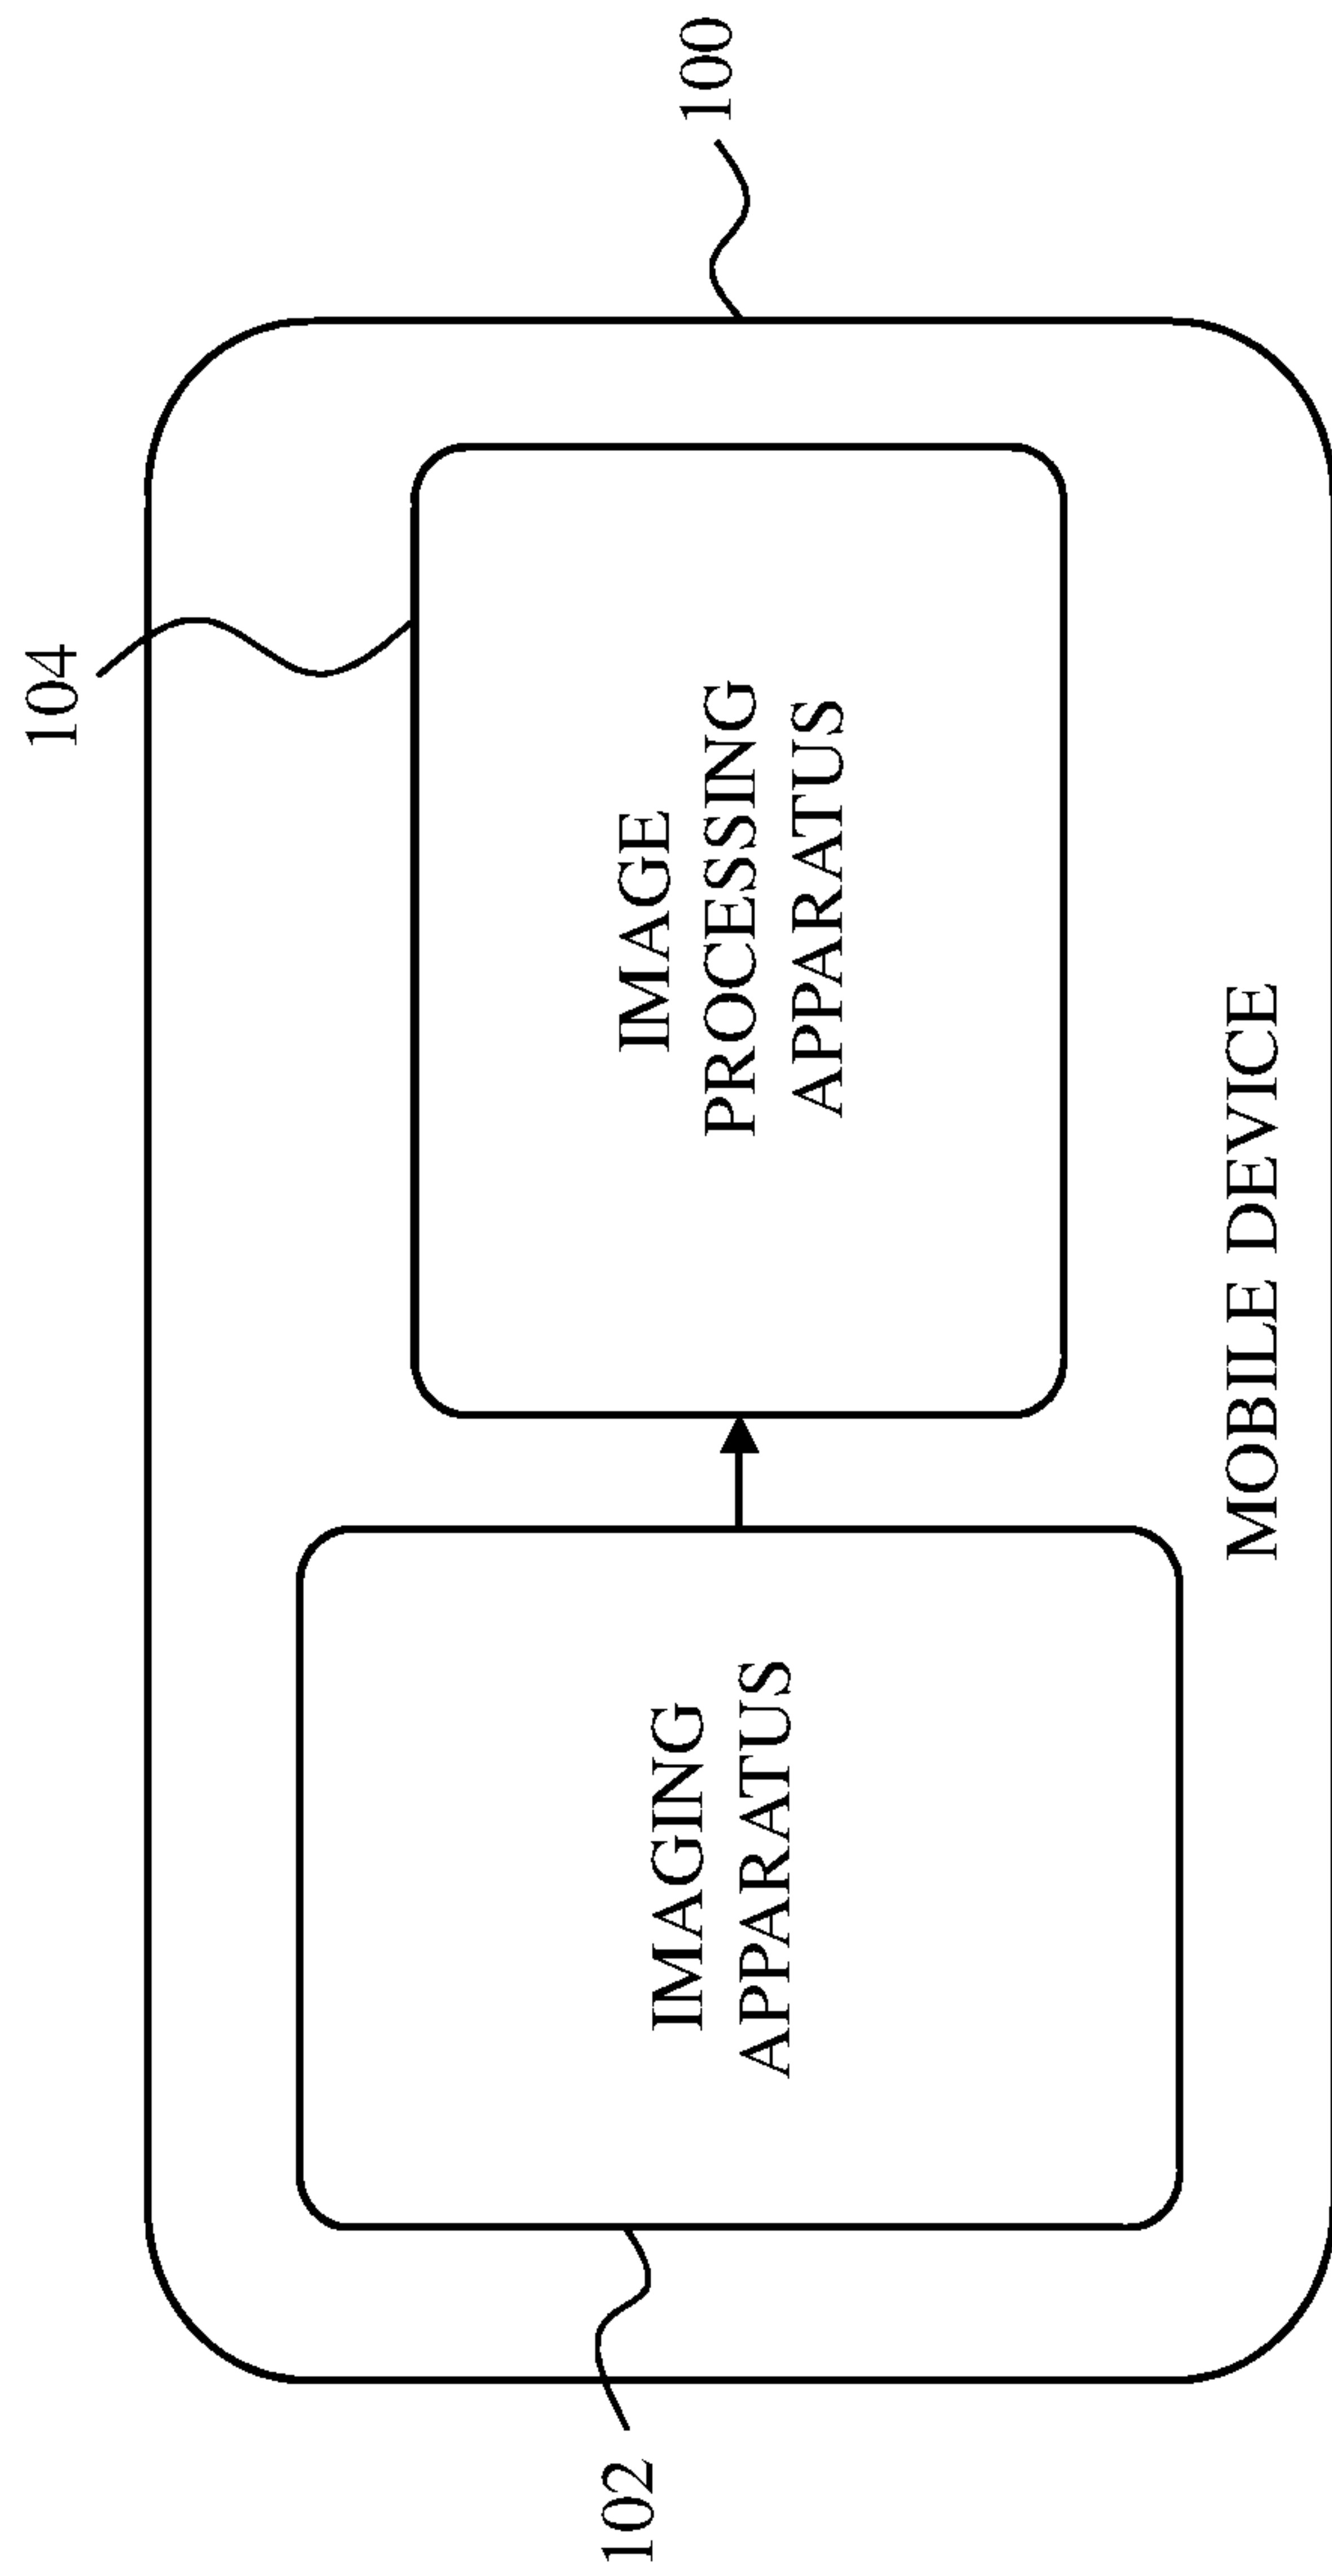 104
100
IMAGING
APPARATUS
IMAGE
PROCESSING
APPARATUS
102
MOBILE DEVICE